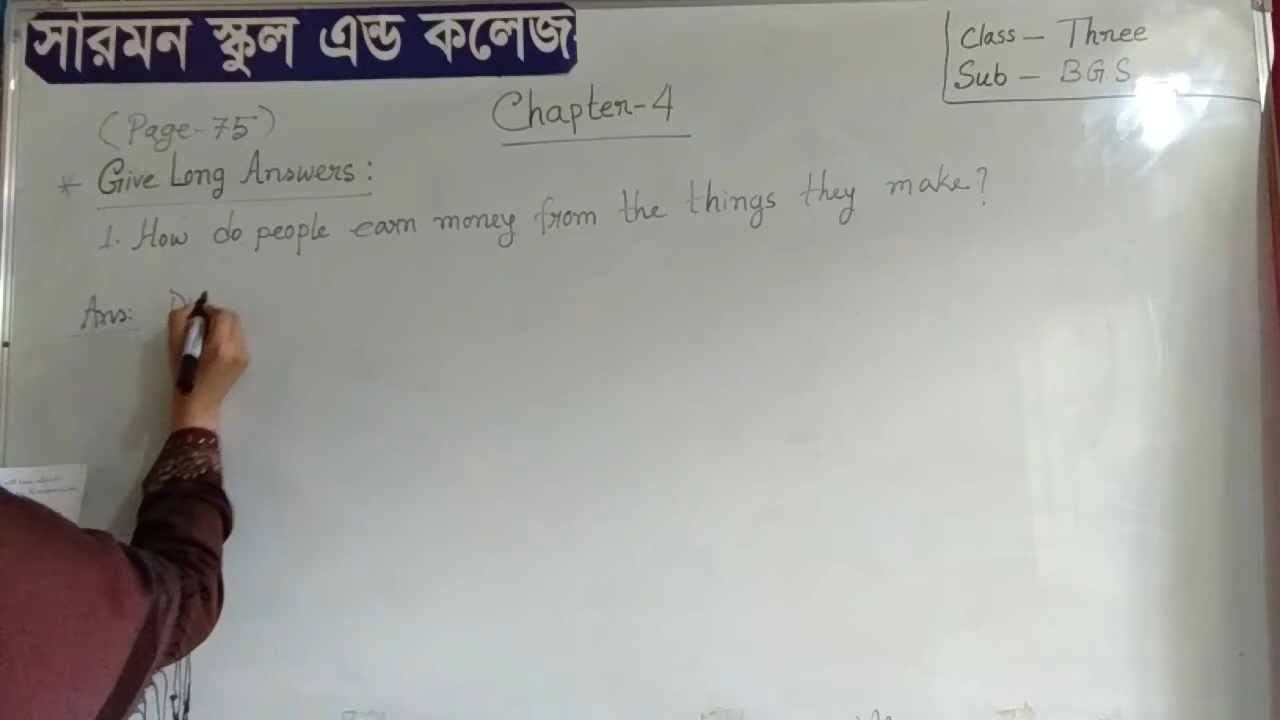 সারমন স্কুল এন্ড কলেজ
Class – Three
Sub – B.G.S
Chapter-4
(Page-75)
* Give Long Answers:
1. How do people earn money from the things they make?
Ans: